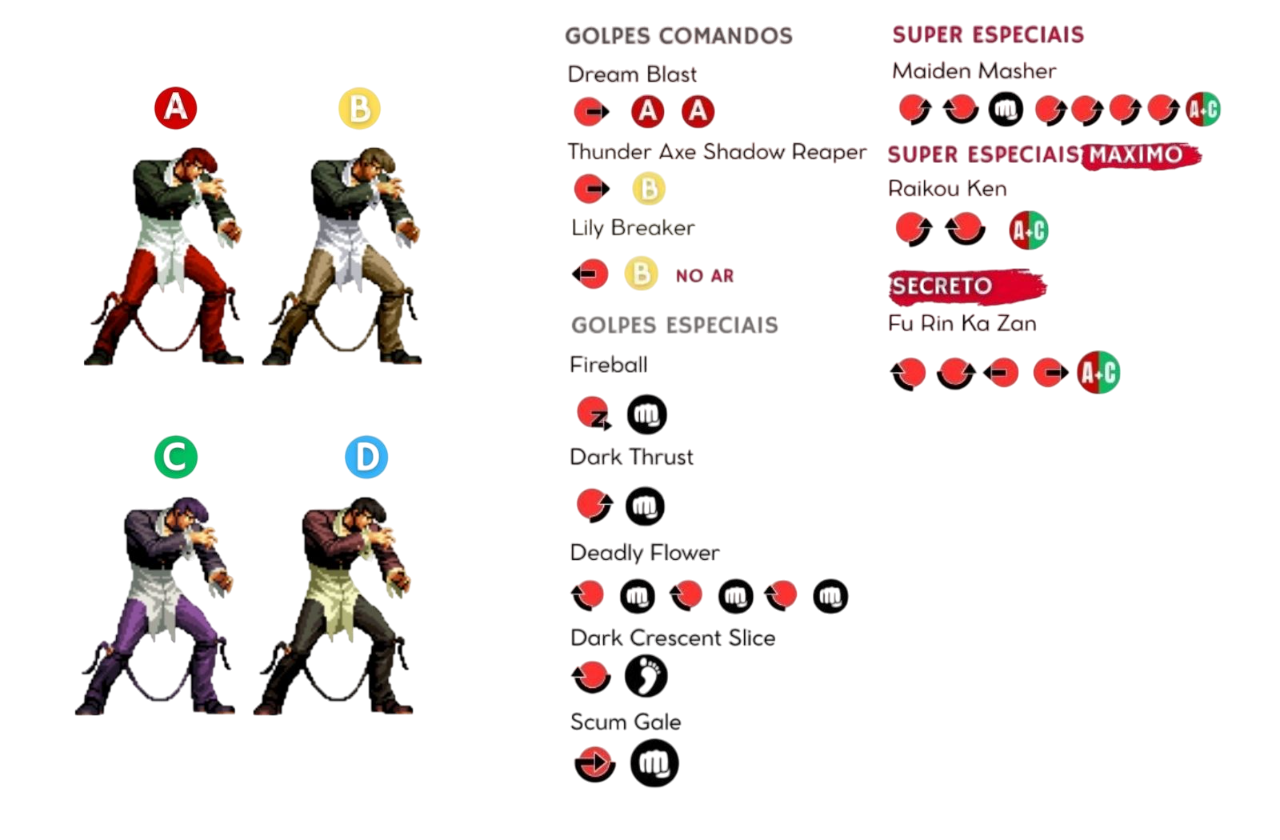 A
B
C
D
GOLPES COMANDOS
Dream Blast
A A
Thunder Axe Shadow Reaper
B
Lily Breaker
B NO AR
GOLPES ESPECIAIS
Fireball
Z
Dark Thrust
Deadly Flower
Dark Crescent Slice
Scum Gale
SUPER ESPECIAIS
Maiden Masher
A+C
SUPER ESPECIAIS MAXIMO
Raikou Ken
A+C
SECRETO
Fu Rin Ka Zan
A+C